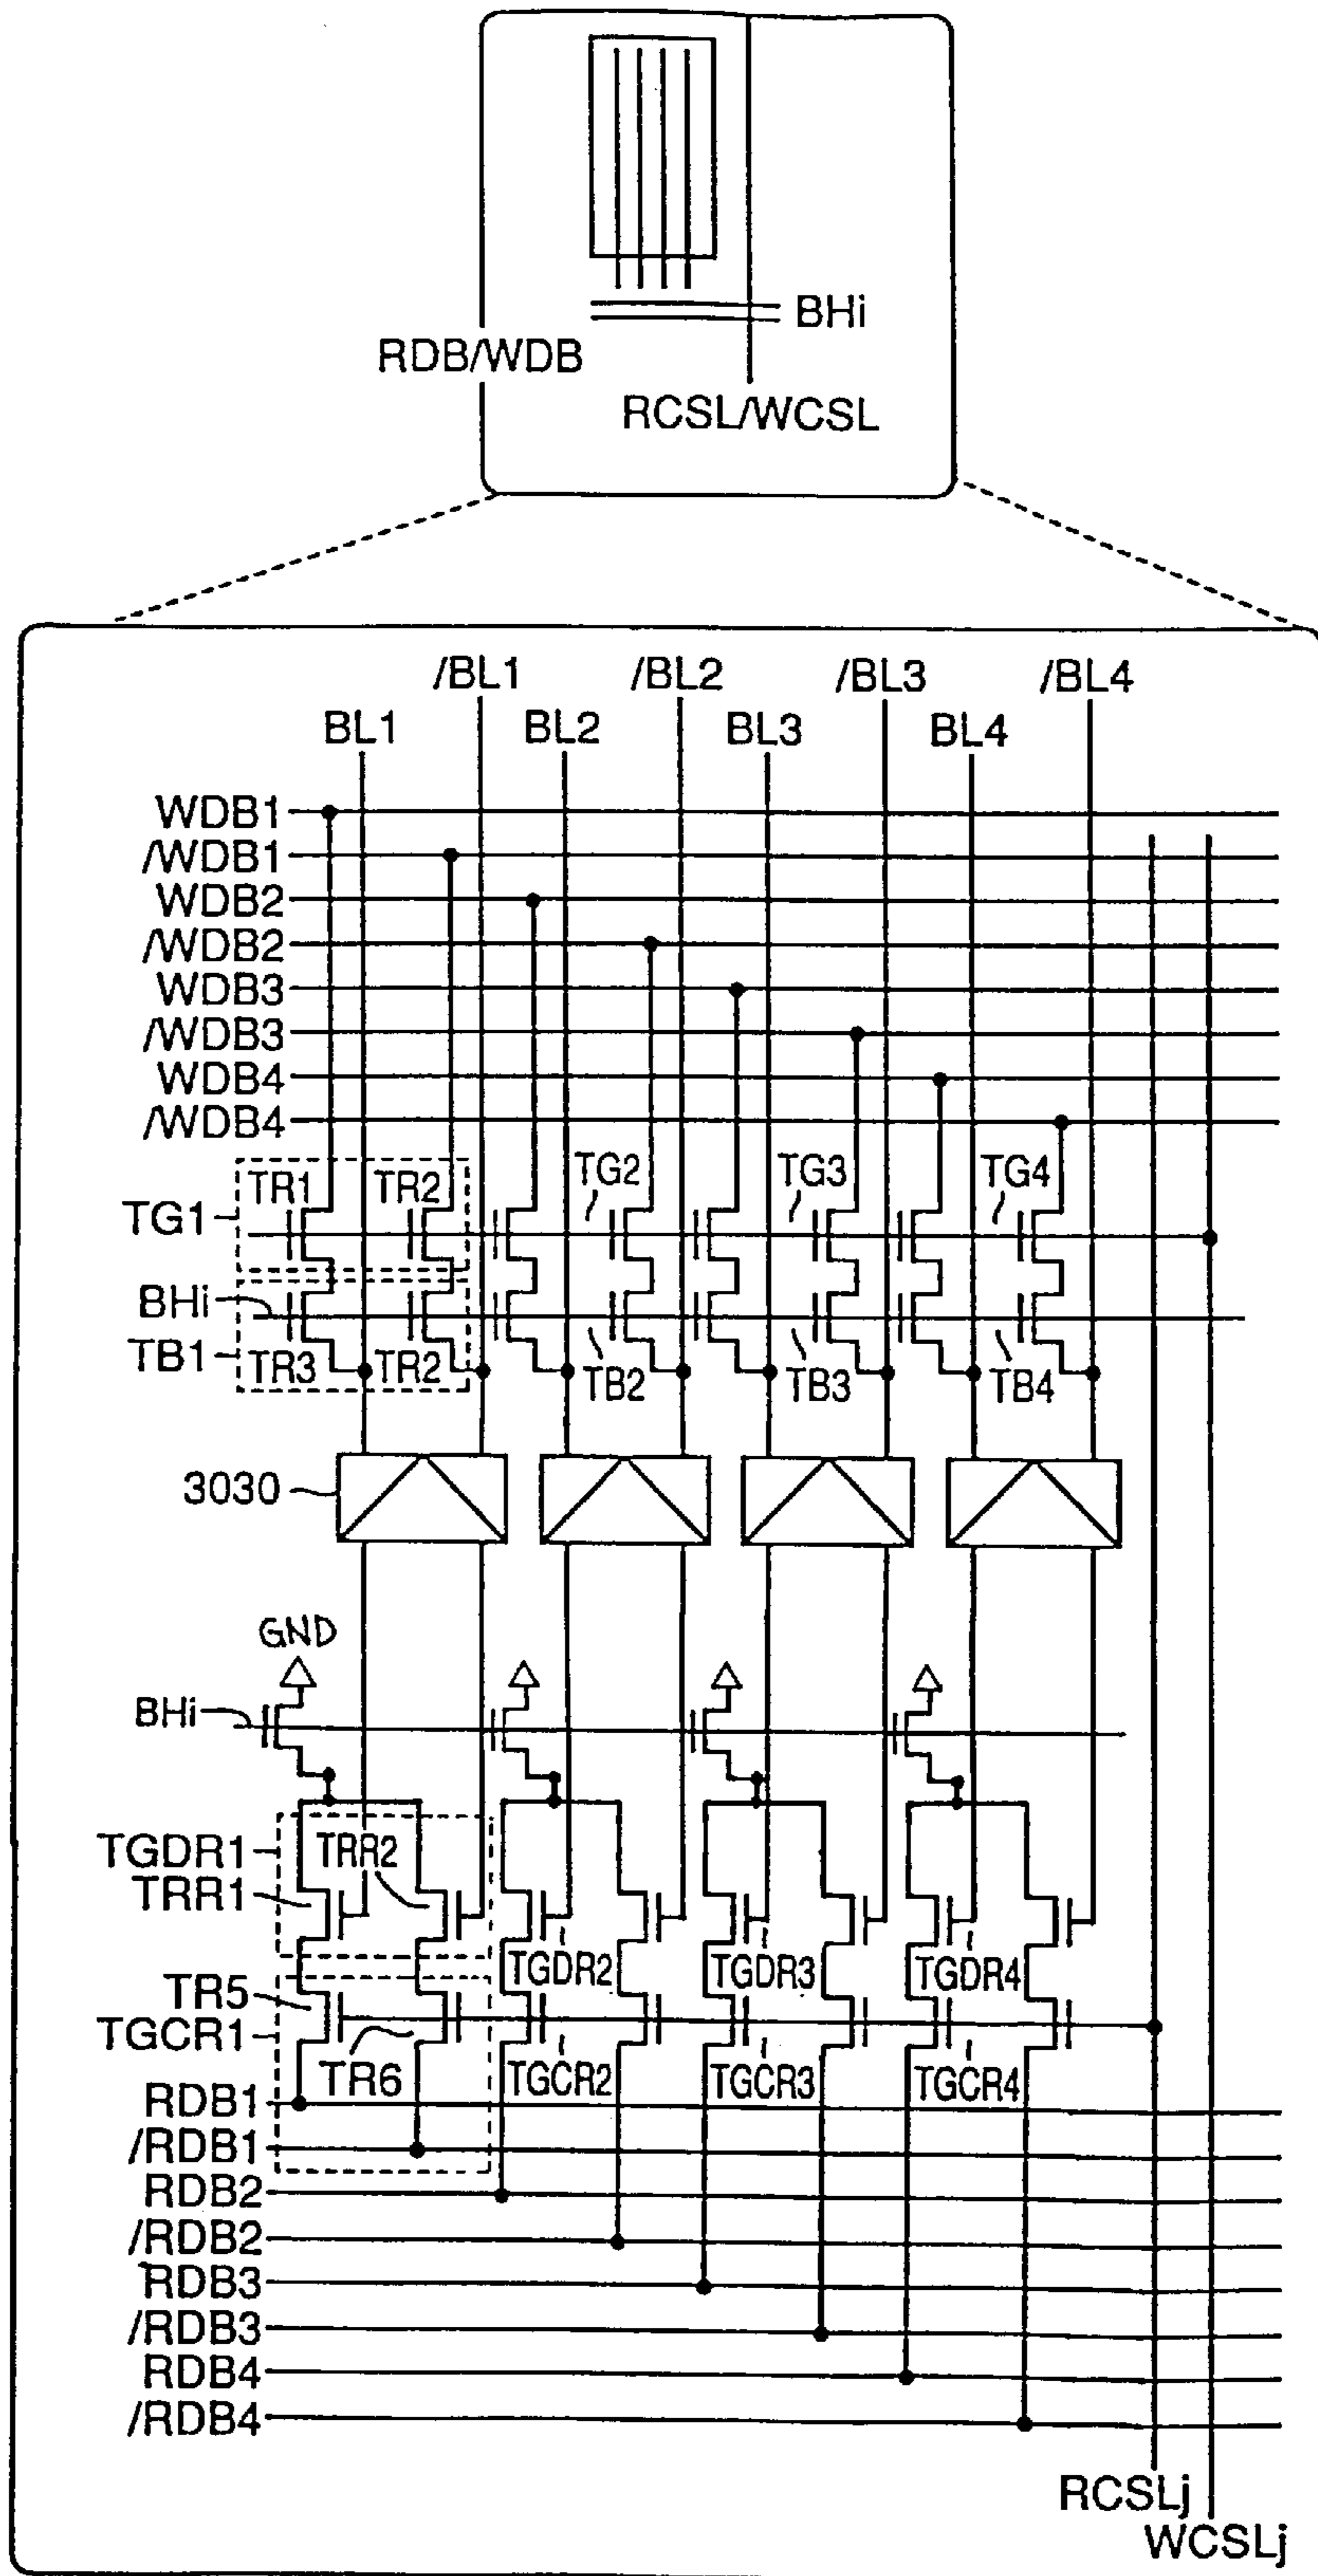 BHi
RDB/WDB
RCSL/WCSL
/BL1 /BL2 /BL3 /BL4
BL1 BL2 BL3 BL4
WDB1
/WDB1
WDB2
/WDB2
WDB3
/WDB3
WDB4
/WDB4
TR1 TR2 TG2 TG3 TG4
TG1
BHi
TB1
TR3 TR2 TB2 TB3 TB4
3030
GND
BHi
TGDR1 TRR2
TRR1
TGDR2 TGDR3 TGDR4
TR5
TGCR1
TR6 TGCR2 TGCR3 TGCR4
RDB1
/RDB1
RDB2
/RDB2
RDB3
/RDB3
RDB4
/RDB4
RCSLj
WCSLj